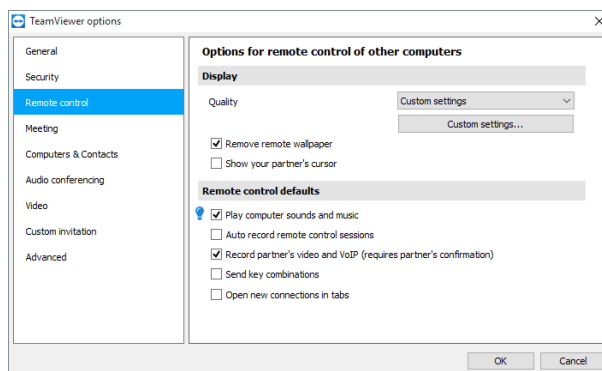 TeamViewer options
General
Security
Remote control
Meeting
Computers & Contacts
Audio conferencing
Video
Custom invitation
Advanced
Options for remote control of other computers
Display
Quality
Custom settings
Custom settings...
Remove remote wallpaper
Show your partner's cursor
Remote control defaults
Play computer sounds and music
Auto record remote control sessions
Record partner's video and VoIP (requires partner's confirmation)
Send key combinations
Open new connections in tabs
OK
Cancel